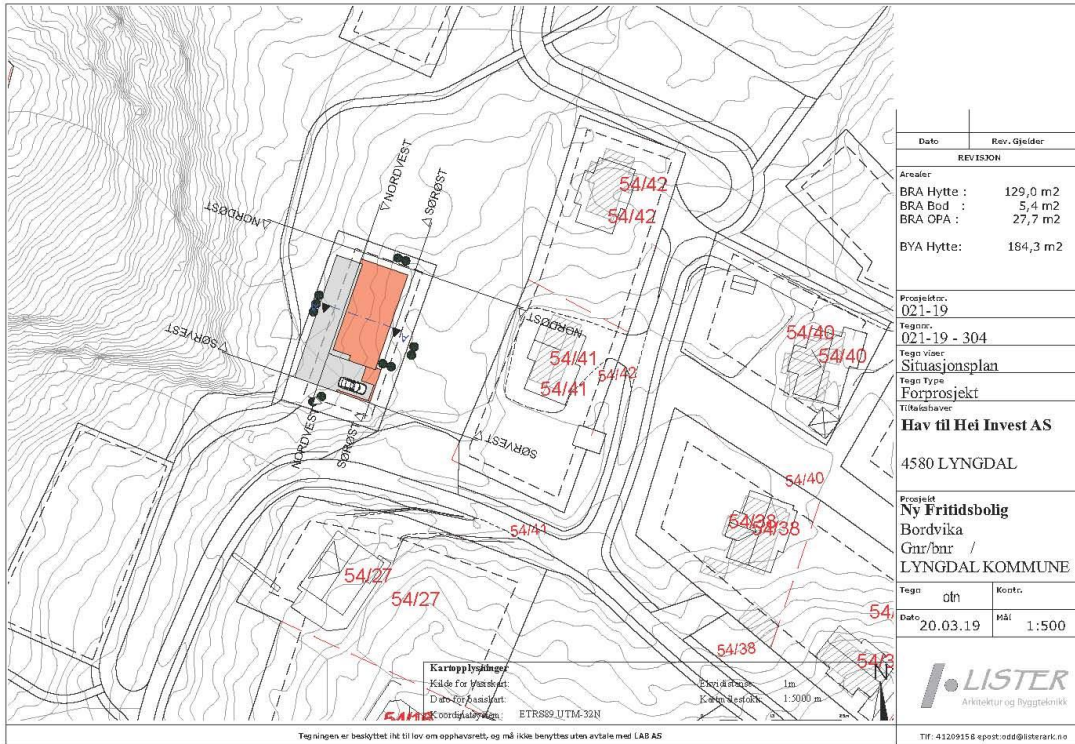 54/42
54/42
NORDVEST
SØRØST
NORDØST
SØRVEST
NORDØST
54/41
54/41
54/42
54/40
54/40
A
NORDVEST
SØRØST
SØRVEST
54/40
54/41
54/38
54/38
54/27
54/27
54/38
Kartopplysninger
Kilde for basiskart:
Dato for basiskart:
Koordinatsystem: ETRS89 UTM-32N
Ekvidistanse: 1m
1:5000 m
N
Tegningen er beskyttet iht til lov om opphavsrett, og må ikke benyttes uten avtale med LAB AS
Dato Rev. Gjelder
REVISJON
Arealer
BRA Hytte : 129,0 m2
BRA Bod : 5,4 m2
BRA OPA : 27,7 m2
BYA Hytte: 184,3 m2
Prosjektnr.
021-19
Tegnnr.
021-19 - 304
Tegn viser
Situasjonsplan
Tegn Type
Forprosjekt
Tiltakshaver
Hav til Hei Invest AS
4580 LYNGDAL
Prosjekt
Ny Fritidsbolig
Bordvika
Gnr/bnr /
LYNGDAL KOMMUNE
Tegn otn Kontr.
Dato 20.03.19 Mål 1:500
LISTER
Arkitektur og Byggteknikk
Tlf: 41209158 epost:odd@listerark.no